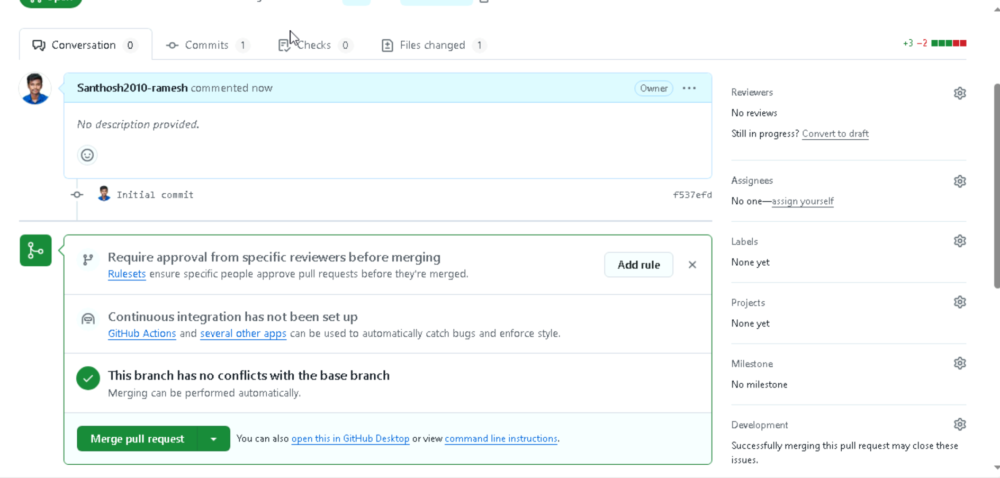 Open
Conversation 0
Commits 1
Checks 0
Files changed 1
+3 −2
Santhosh2010-ramesh commented now
Owner
No description provided.
Initial commit
f537efd
Require approval from specific reviewers before merging
Rulesets ensure specific people approve pull requests before they're merged.
Add rule
Continuous integration has not been set up
GitHub Actions and several other apps can be used to automatically catch bugs and enforce style.
This branch has no conflicts with the base branch
Merging can be performed automatically.
Merge pull request
You can also open this in GitHub Desktop or view command line instructions.
Reviewers
No reviews
Still in progress? Convert to draft
Assignees
No one—assign yourself
Labels
None yet
Projects
None yet
Milestone
No milestone
Development
Successfully merging this pull request may close these
issues.